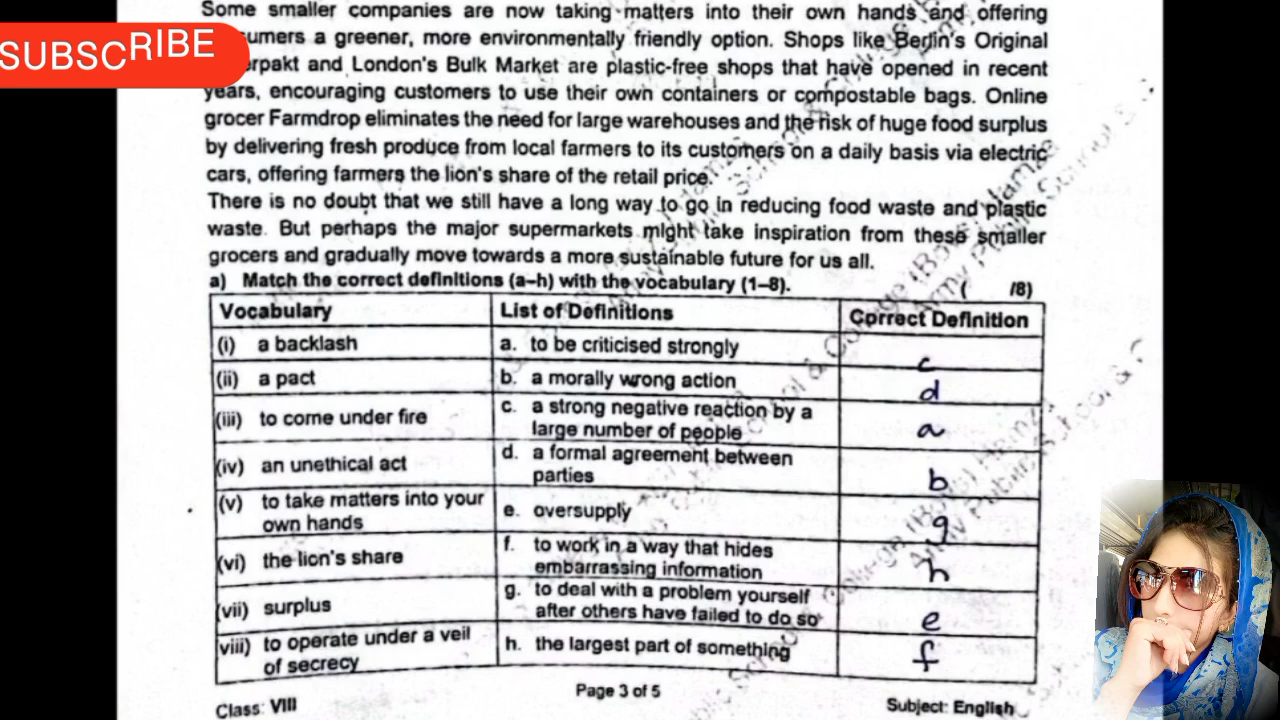 Some smaller companies are now taking matters into their own hands and offering
SUBSCRIBE
umers a greener, more environmentally friendly option. Shops like Berlin's Original
erpakt and London's Bulk Market are plastic-free shops that have opened in recent
years, encouraging customers to use their own containers or compostable bags. Online
grocer Farmdrop eliminates the need for large warehouses and the risk of huge food surplus
by delivering fresh produce from local farmers to its customers on a daily basis via electric
cars, offering farmers the lion's share of the retail price.
There is no doubt that we still have a long way to go in reducing food waste and plastic
waste. But perhaps the major supermarkets might take inspiration from these smaller
grocers and gradually move towards a more sustainable future for us all.
a) Match the correct definitions (a–h) with the vocabulary (1–8). ( /8)
Vocabulary List of Definitions Correct Definition
(i) a backlash a. to be criticised strongly c
(ii) a pact b. a morally wrong action d
(iii) to come under fire c. a strong negative reaction by a
large number of people a
(iv) an unethical act d. a formal agreement between
parties b
(v) to take matters into your
own hands e. oversupply g
(vi) the lion's share f. to work in a way that hides
embarrassing information h
(vii) surplus g. to deal with a problem yourself
after others have failed to do so e
viii) to operate under a veil
of secrecy h. the largest part of something f
Page 3 of 5
Class: VIII Subject: English